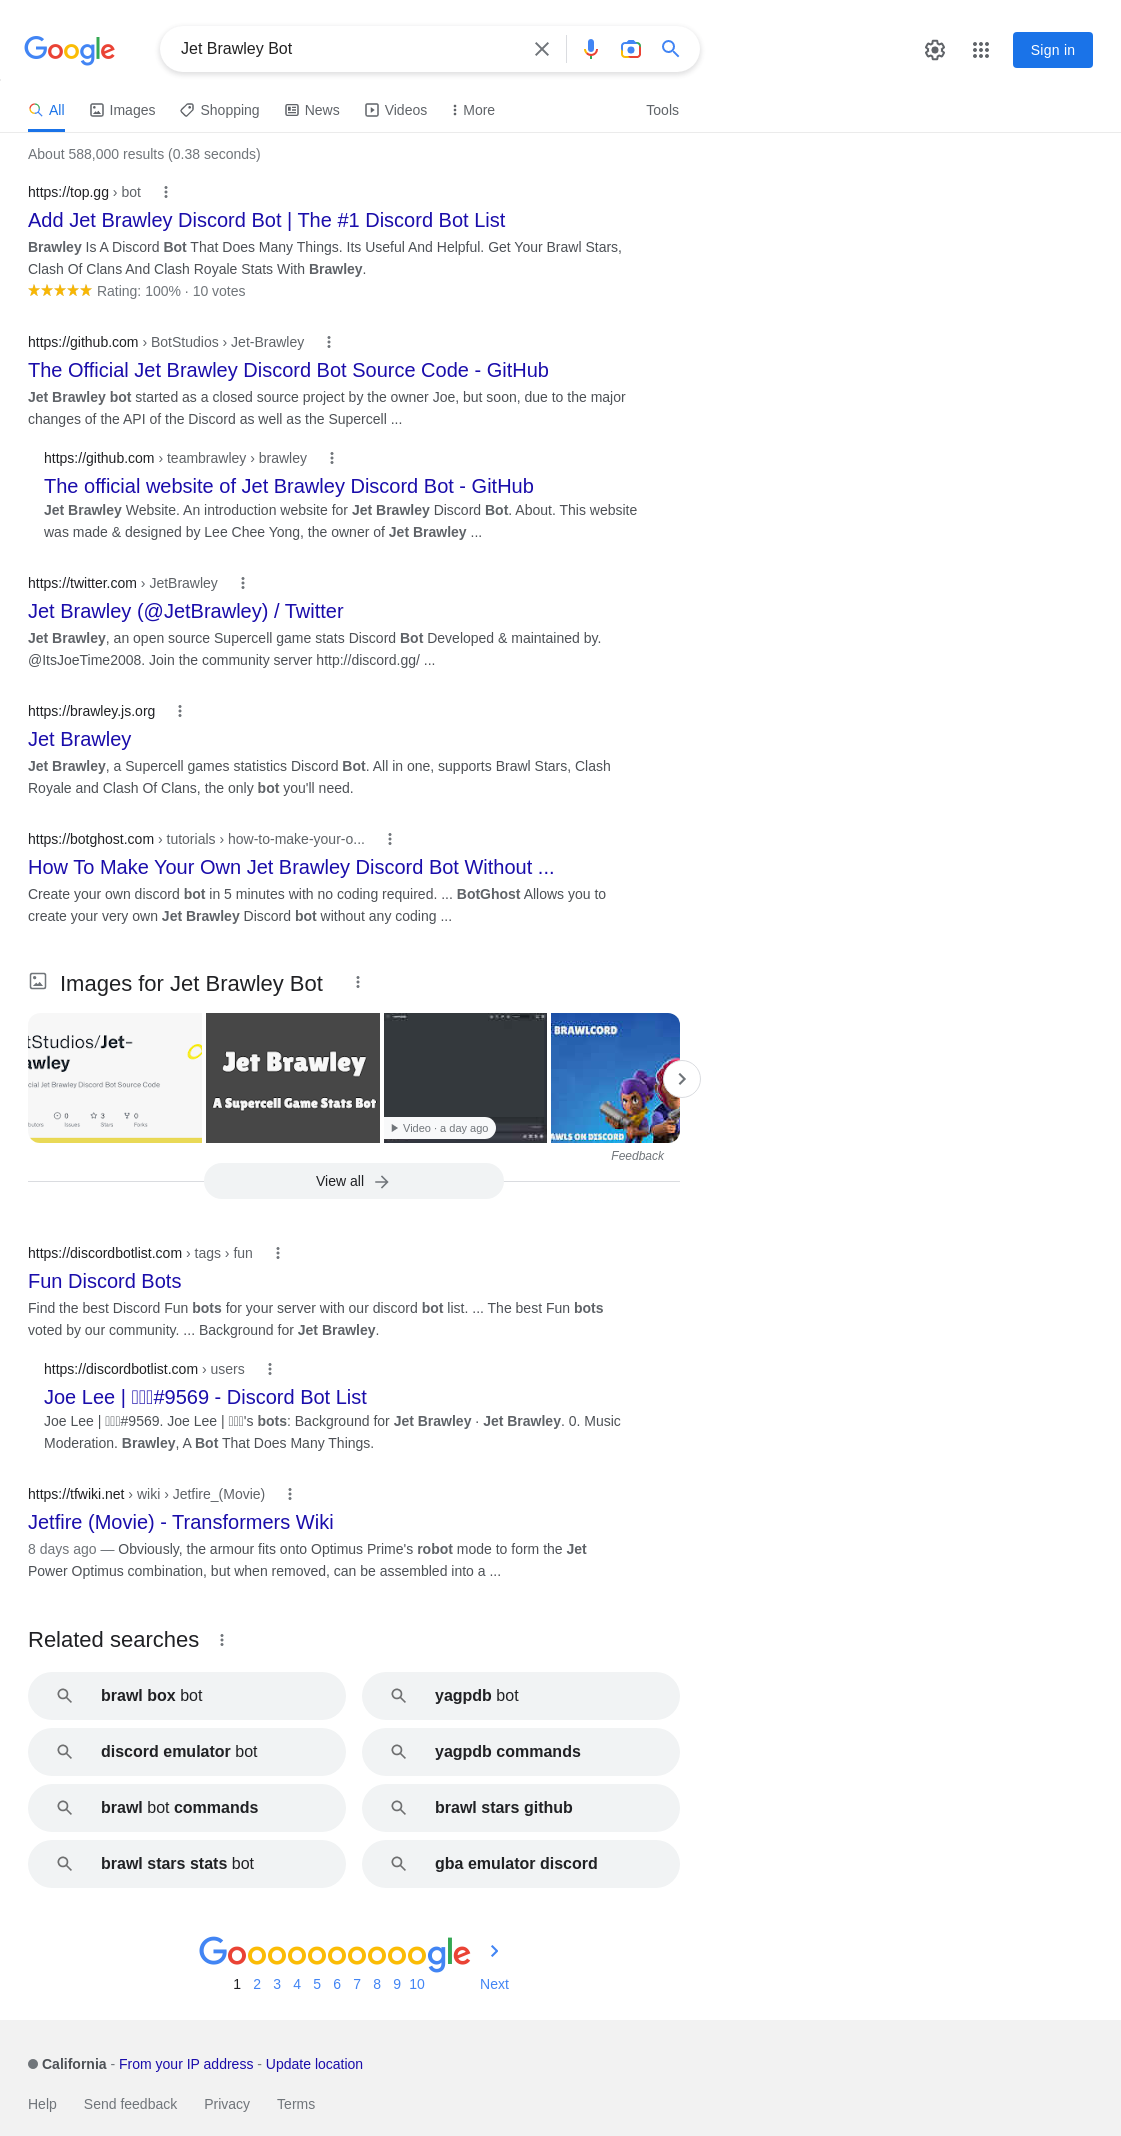 Google
Jet Brawley Bot
Sign in
All
Images
Shopping
News
Videos
More
Tools
About 588,000 results (0.38 seconds)
https://top.gg › bot
Add Jet Brawley Discord Bot | The #1 Discord Bot List
Brawley Is A Discord Bot That Does Many Things. Its Useful And Helpful. Get Your Brawl Stars,
Clash Of Clans And Clash Royale Stats With Brawley.
Rating: 100% · 10 votes
https://github.com › BotStudios › Jet-Brawley
The Official Jet Brawley Discord Bot Source Code - GitHub
Jet Brawley bot started as a closed source project by the owner Joe, but soon, due to the major
changes of the API of the Discord as well as the Supercell ...
https://github.com › teambrawley › brawley
The official website of Jet Brawley Discord Bot - GitHub
Jet Brawley Website. An introduction website for Jet Brawley Discord Bot. About. This website
was made & designed by Lee Chee Yong, the owner of Jet Brawley ...
https://twitter.com › JetBrawley
Jet Brawley (@JetBrawley) / Twitter
Jet Brawley, an open source Supercell game stats Discord Bot Developed & maintained by.
@ItsJoeTime2008. Join the community server http://discord.gg/ ...
https://brawley.js.org
Jet Brawley
Jet Brawley, a Supercell games statistics Discord Bot. All in one, supports Brawl Stars, Clash
Royale and Clash Of Clans, the only bot you'll need.
https://botghost.com › tutorials › how-to-make-your-o...
How To Make Your Own Jet Brawley Discord Bot Without ...
Create your own discord bot in 5 minutes with no coding required. ... BotGhost Allows you to
create your very own Jet Brawley Discord bot without any coding ...
Images for Jet Brawley Bot
tStudios/Jet-
awley
cial Jet Brawley Discord Bot Source Code
0 3 0
Issues Stars Forks
Jet Brawley
A Supercell Game Stats Bot
Video · a day ago
BRAWLCORD
AWLS ON DISCORD
Feedback
View all
https://discordbotlist.com › tags › fun
Fun Discord Bots
Find the best Discord Fun bots for your server with our discord bot list. ... The best Fun bots
voted by our community. ... Background for Jet Brawley.
https://discordbotlist.com › users
Joe Lee | #9569 - Discord Bot List
Joe Lee | #9569. Joe Lee | 's bots: Background for Jet Brawley · Jet Brawley. 0. Music
Moderation. Brawley, A Bot That Does Many Things.
https://tfwiki.net › wiki › Jetfire_(Movie)
Jetfire (Movie) - Transformers Wiki
8 days ago — Obviously, the armour fits onto Optimus Prime's robot mode to form the Jet
Power Optimus combination, but when removed, can be assembled into a ...
Related searches
brawl box bot
yagpdb bot
discord emulator bot
yagpdb commands
brawl bot commands
brawl stars github
brawl stars stats bot
gba emulator discord
Goooooooooogle
1 2 3 4 5 6 7 8 9 10 Next
California - From your IP address - Update location
Help Send feedback Privacy Terms